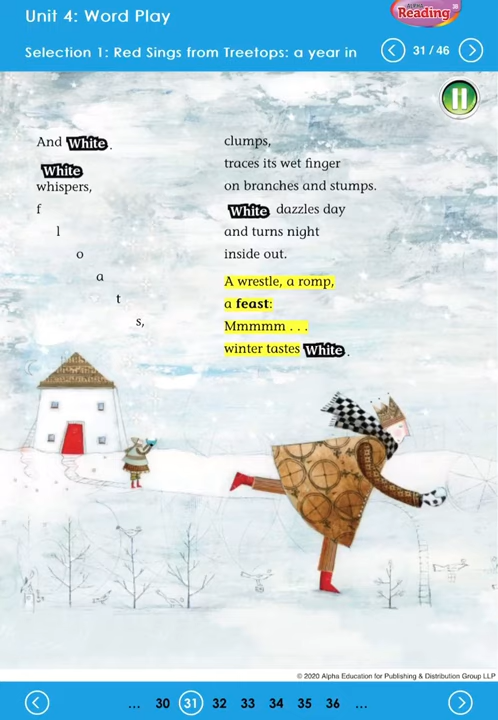 Unit 4: Word Play
ALPHA
Reading
Selection 1: Red Sings from Treetops: a year in
31 / 46
And White.
White
whispers,
f
l
o
a
t
s,
clumps,
traces its wet finger
on branches and stumps.
White dazzles day
and turns night
inside out.
A wrestle, a romp,
a feast:
Mmmmm . . .
winter tastes White.
© 2020 Alpha Education for Publishing & Distribution Group LLP
... 30 31 32 33 34 35 36 ...